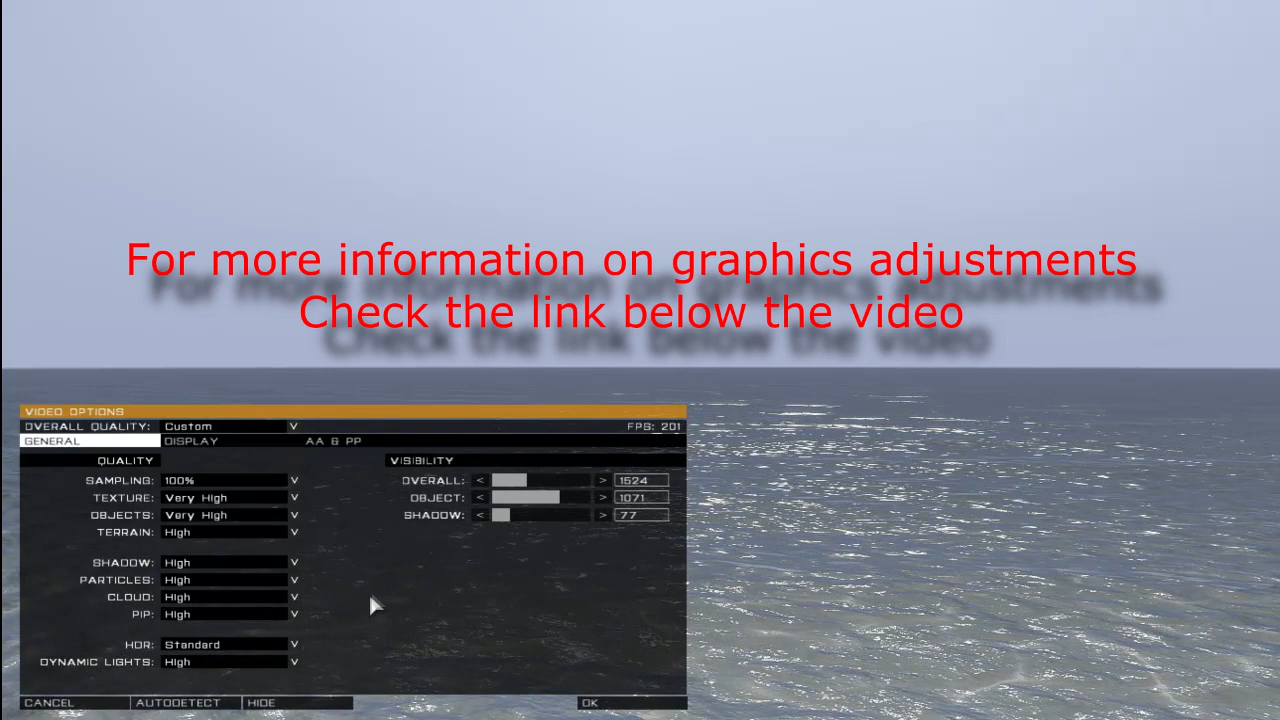 For more information on graphics adjustments
Check the link below the video
VIDEO OPTIONS
OVERALL QUALITY: Custom V FPS: 201
GENERAL DISPLAY AA & PP
QUALITY VISIBILITY
SAMPLING: 100% V OVERALL: < > 1524
TEXTURE: Very High V OBJECT: < > 1071
OBJECTS: Very High V SHADOW: < > 77
TERRAIN: High V
SHADOW: High V
PARTICLES: High V
CLOUD: High V
PIP: High V
HDR: Standard V
DYNAMIC LIGHTS: High V
CANCEL AUTODETECT HIDE OK